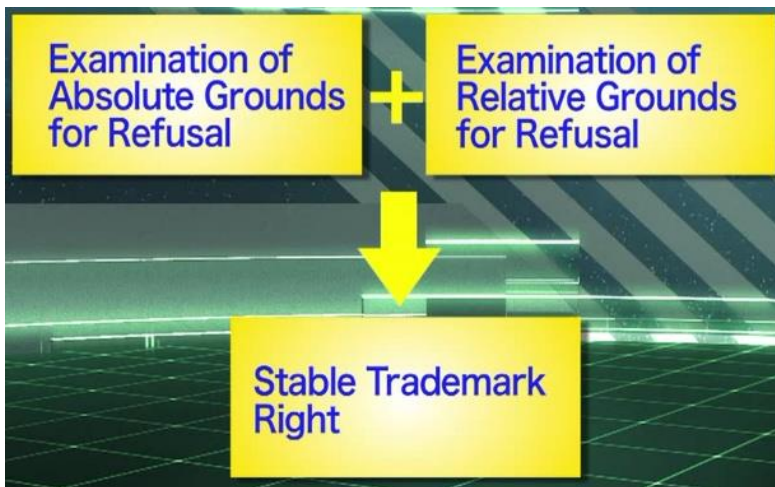 Examination of
Absolute Grounds
for Refusal
+
Examination of
Relative Grounds
for Refusal
Stable Trademark
Right